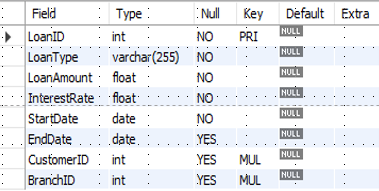 Field Type Null Key Default Extra
LoanID int NO PRI NULL
LoanType varchar(255) NO NULL
LoanAmount float NO NULL
InterestRate float NO NULL
StartDate date NO NULL
EndDate date YES NULL
CustomerID int YES MUL NULL
BranchID int YES MUL NULL